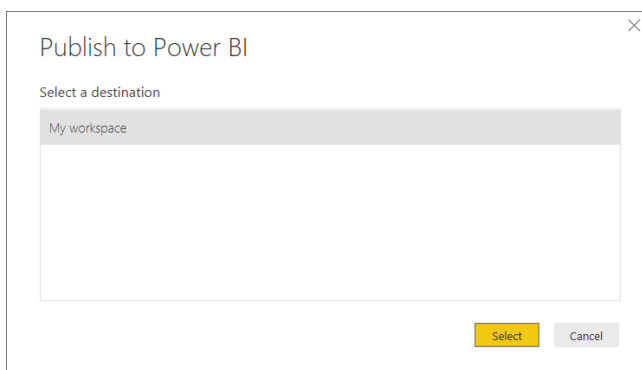 Publish to Power BI
Select a destination
My workspace
Select Cancel